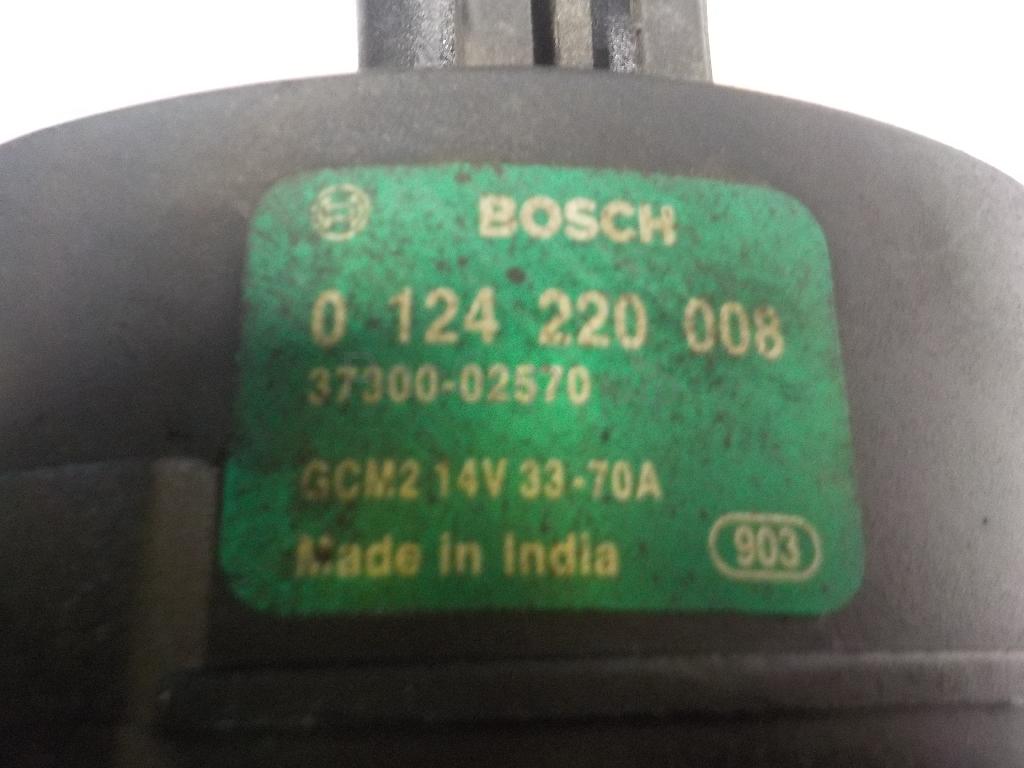 BOSCH
0 124 220 008
37300-02570
GCM2 14V 33-70A
Made in India
903